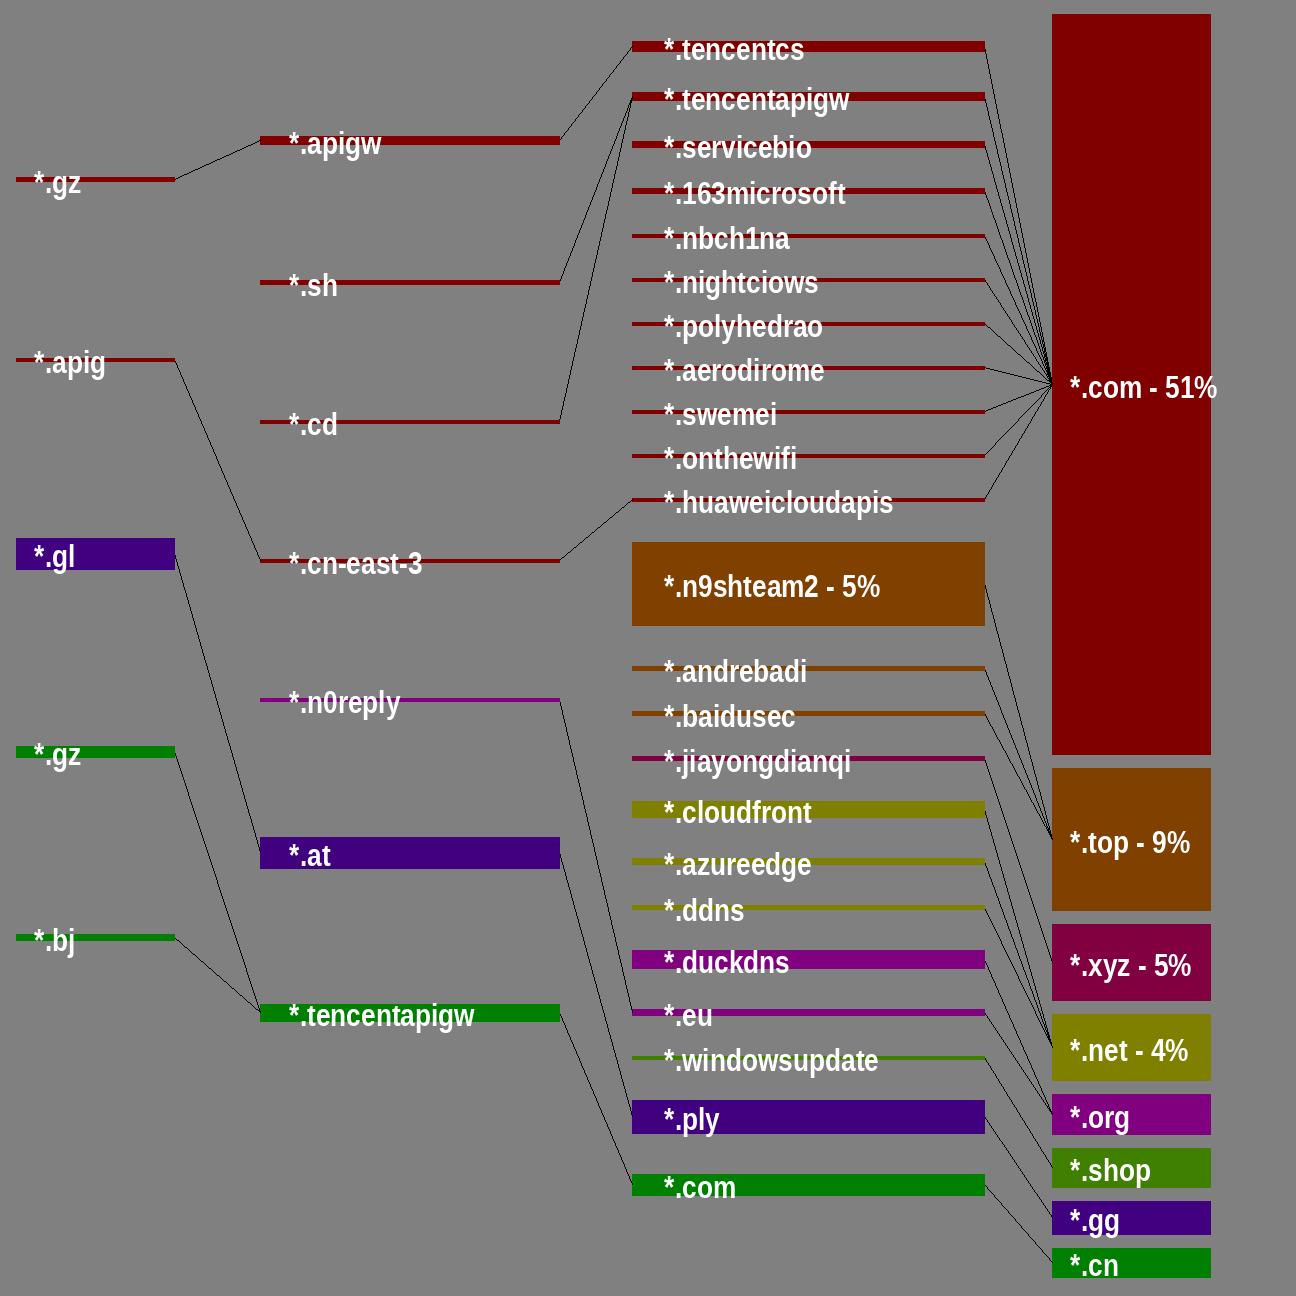 *.gz
*.apig
*.gl
*.gz
*.bj
*.apigw
*.sh
*.cd
*.cn-east-3
*.n0reply
*.at
*.tencentapigw
*.tencentcs
*.tencentapigw
*.servicebio
*.163microsoft
*.nbch1na
*.nightciows
*.polyhedrao
*.aerodirome
*.swemei
*.onthewifi
*.huaweicloudapis
*.n9shteam2 - 5%
*.andrebadi
*.baidusec
*.jiayongdianqi
*.cloudfront
*.azureedge
*.ddns
*.duckdns
*.eu
*.windowsupdate
*.ply
*.com
*.com - 51%
*.top - 9%
*.xyz - 5%
*.net - 4%
*.org
*.shop
*.gg
*.cn